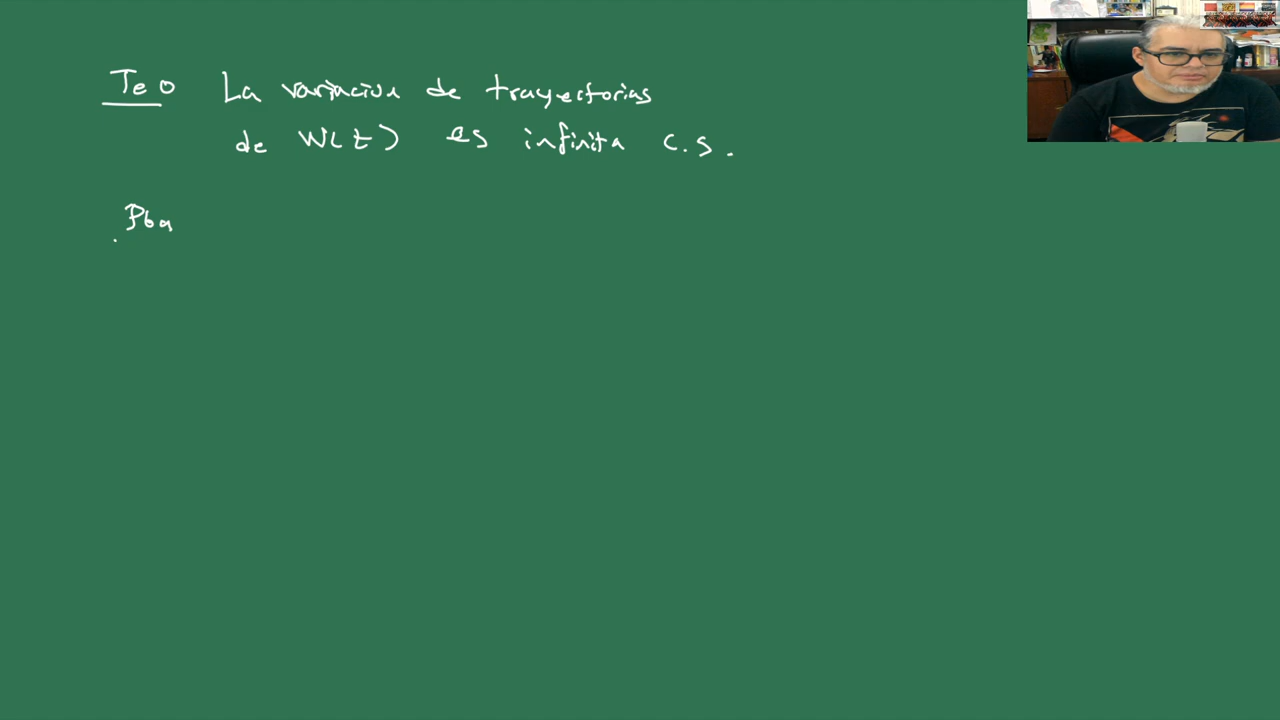 Teo La variacion de trayectorias
de W(t) es infinita c.s.
Pba